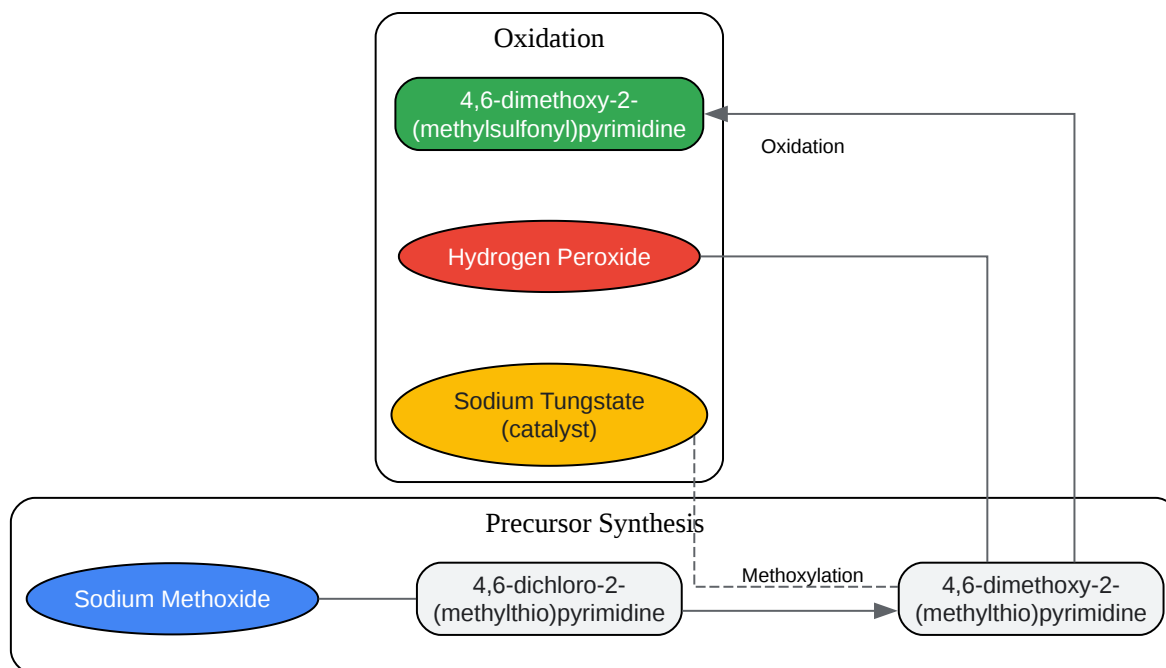 Oxidation
4,6-dimethoxy-2-
(methylsulfonyl)pyrimidine
Oxidation
Hydrogen Peroxide
Sodium Tungstate
(catalyst)
Precursor Synthesis
Sodium Methoxide
4,6-dichloro-2-
(methylthio)pyrimidine
Methoxylation
4,6-dimethoxy-2-
(methylthio)pyrimidine